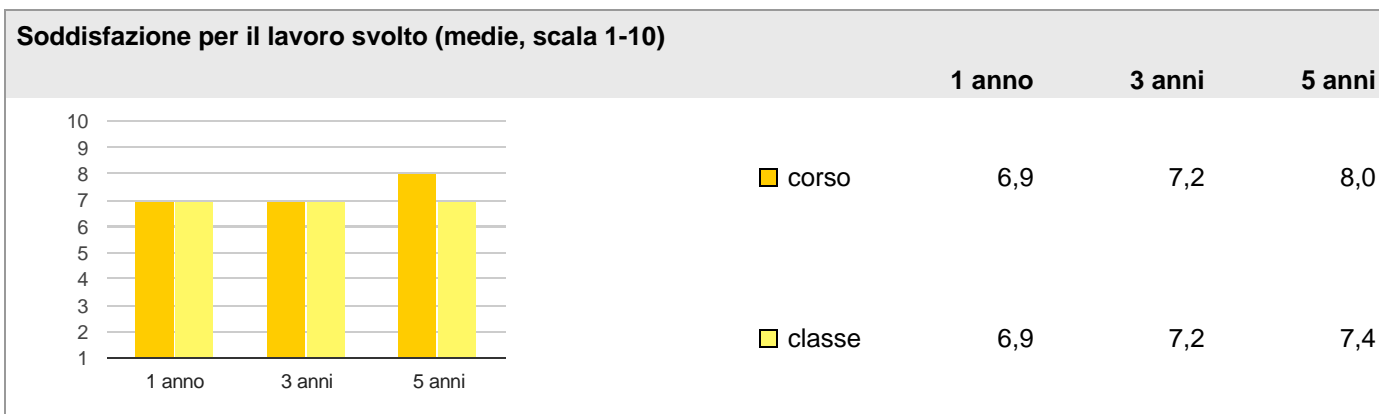 Soddisfazione per il lavoro svolto (medie, scala 1-10)
1 anno 3 anni 5 anni
10
9
8
7
6
5
4
3
2
1
1 anno 3 anni 5 anni
corso 6,9 7,2 8,0
classe 6,9 7,2 7,4